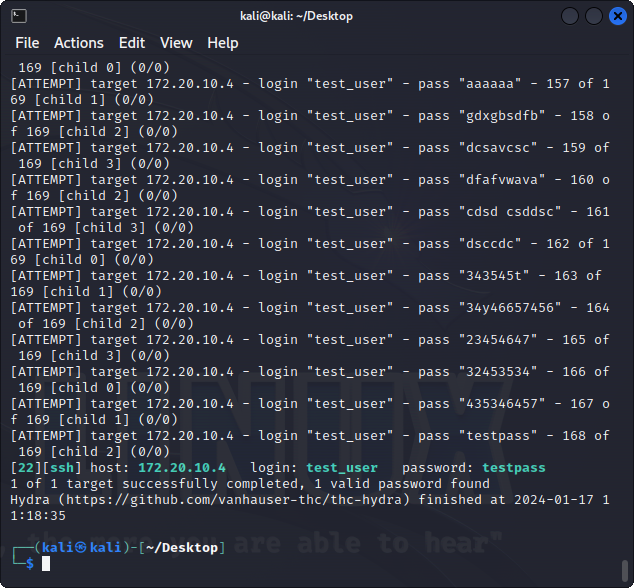 kali@kali: ~/Desktop
File Actions Edit View Help
169 [child 0] (0/0)
[ATTEMPT] target 172.20.10.4 - login "test_user" - pass "aaaaaa" - 157 of 1
69 [child 1] (0/0)
[ATTEMPT] target 172.20.10.4 - login "test_user" - pass "gdxgbsdfb" - 158 o
f 169 [child 2] (0/0)
[ATTEMPT] target 172.20.10.4 - login "test_user" - pass "dcsavcsc" - 159 of
169 [child 3] (0/0)
[ATTEMPT] target 172.20.10.4 - login "test_user" - pass "dfafvwava" - 160 o
f 169 [child 2] (0/0)
[ATTEMPT] target 172.20.10.4 - login "test_user" - pass "cdsd csddsc" - 161
of 169 [child 3] (0/0)
[ATTEMPT] target 172.20.10.4 - login "test_user" - pass "dsccdc" - 162 of 1
69 [child 0] (0/0)
[ATTEMPT] target 172.20.10.4 - login "test_user" - pass "343545t" - 163 of
169 [child 1] (0/0)
[ATTEMPT] target 172.20.10.4 - login "test_user" - pass "34y46657456" - 164
of 169 [child 2] (0/0)
[ATTEMPT] target 172.20.10.4 - login "test_user" - pass "23454647" - 165 of
169 [child 3] (0/0)
[ATTEMPT] target 172.20.10.4 - login "test_user" - pass "32453534" - 166 of
169 [child 0] (0/0)
[ATTEMPT] target 172.20.10.4 - login "test_user" - pass "435346457" - 167 o
f 169 [child 1] (0/0)
[ATTEMPT] target 172.20.10.4 - login "test_user" - pass "testpass" - 168 of
169 [child 2] (0/0)
[22][ssh] host: 172.20.10.4 login: test_user password: testpass
1 of 1 target successfully completed, 1 valid password found
Hydra (https://github.com/vanhauser-thc/thc-hydra) finished at 2024-01-17 1
1:18:35
, the more you are able to hear"
┌──(kali㉿kali)-[~/Desktop]
└─$